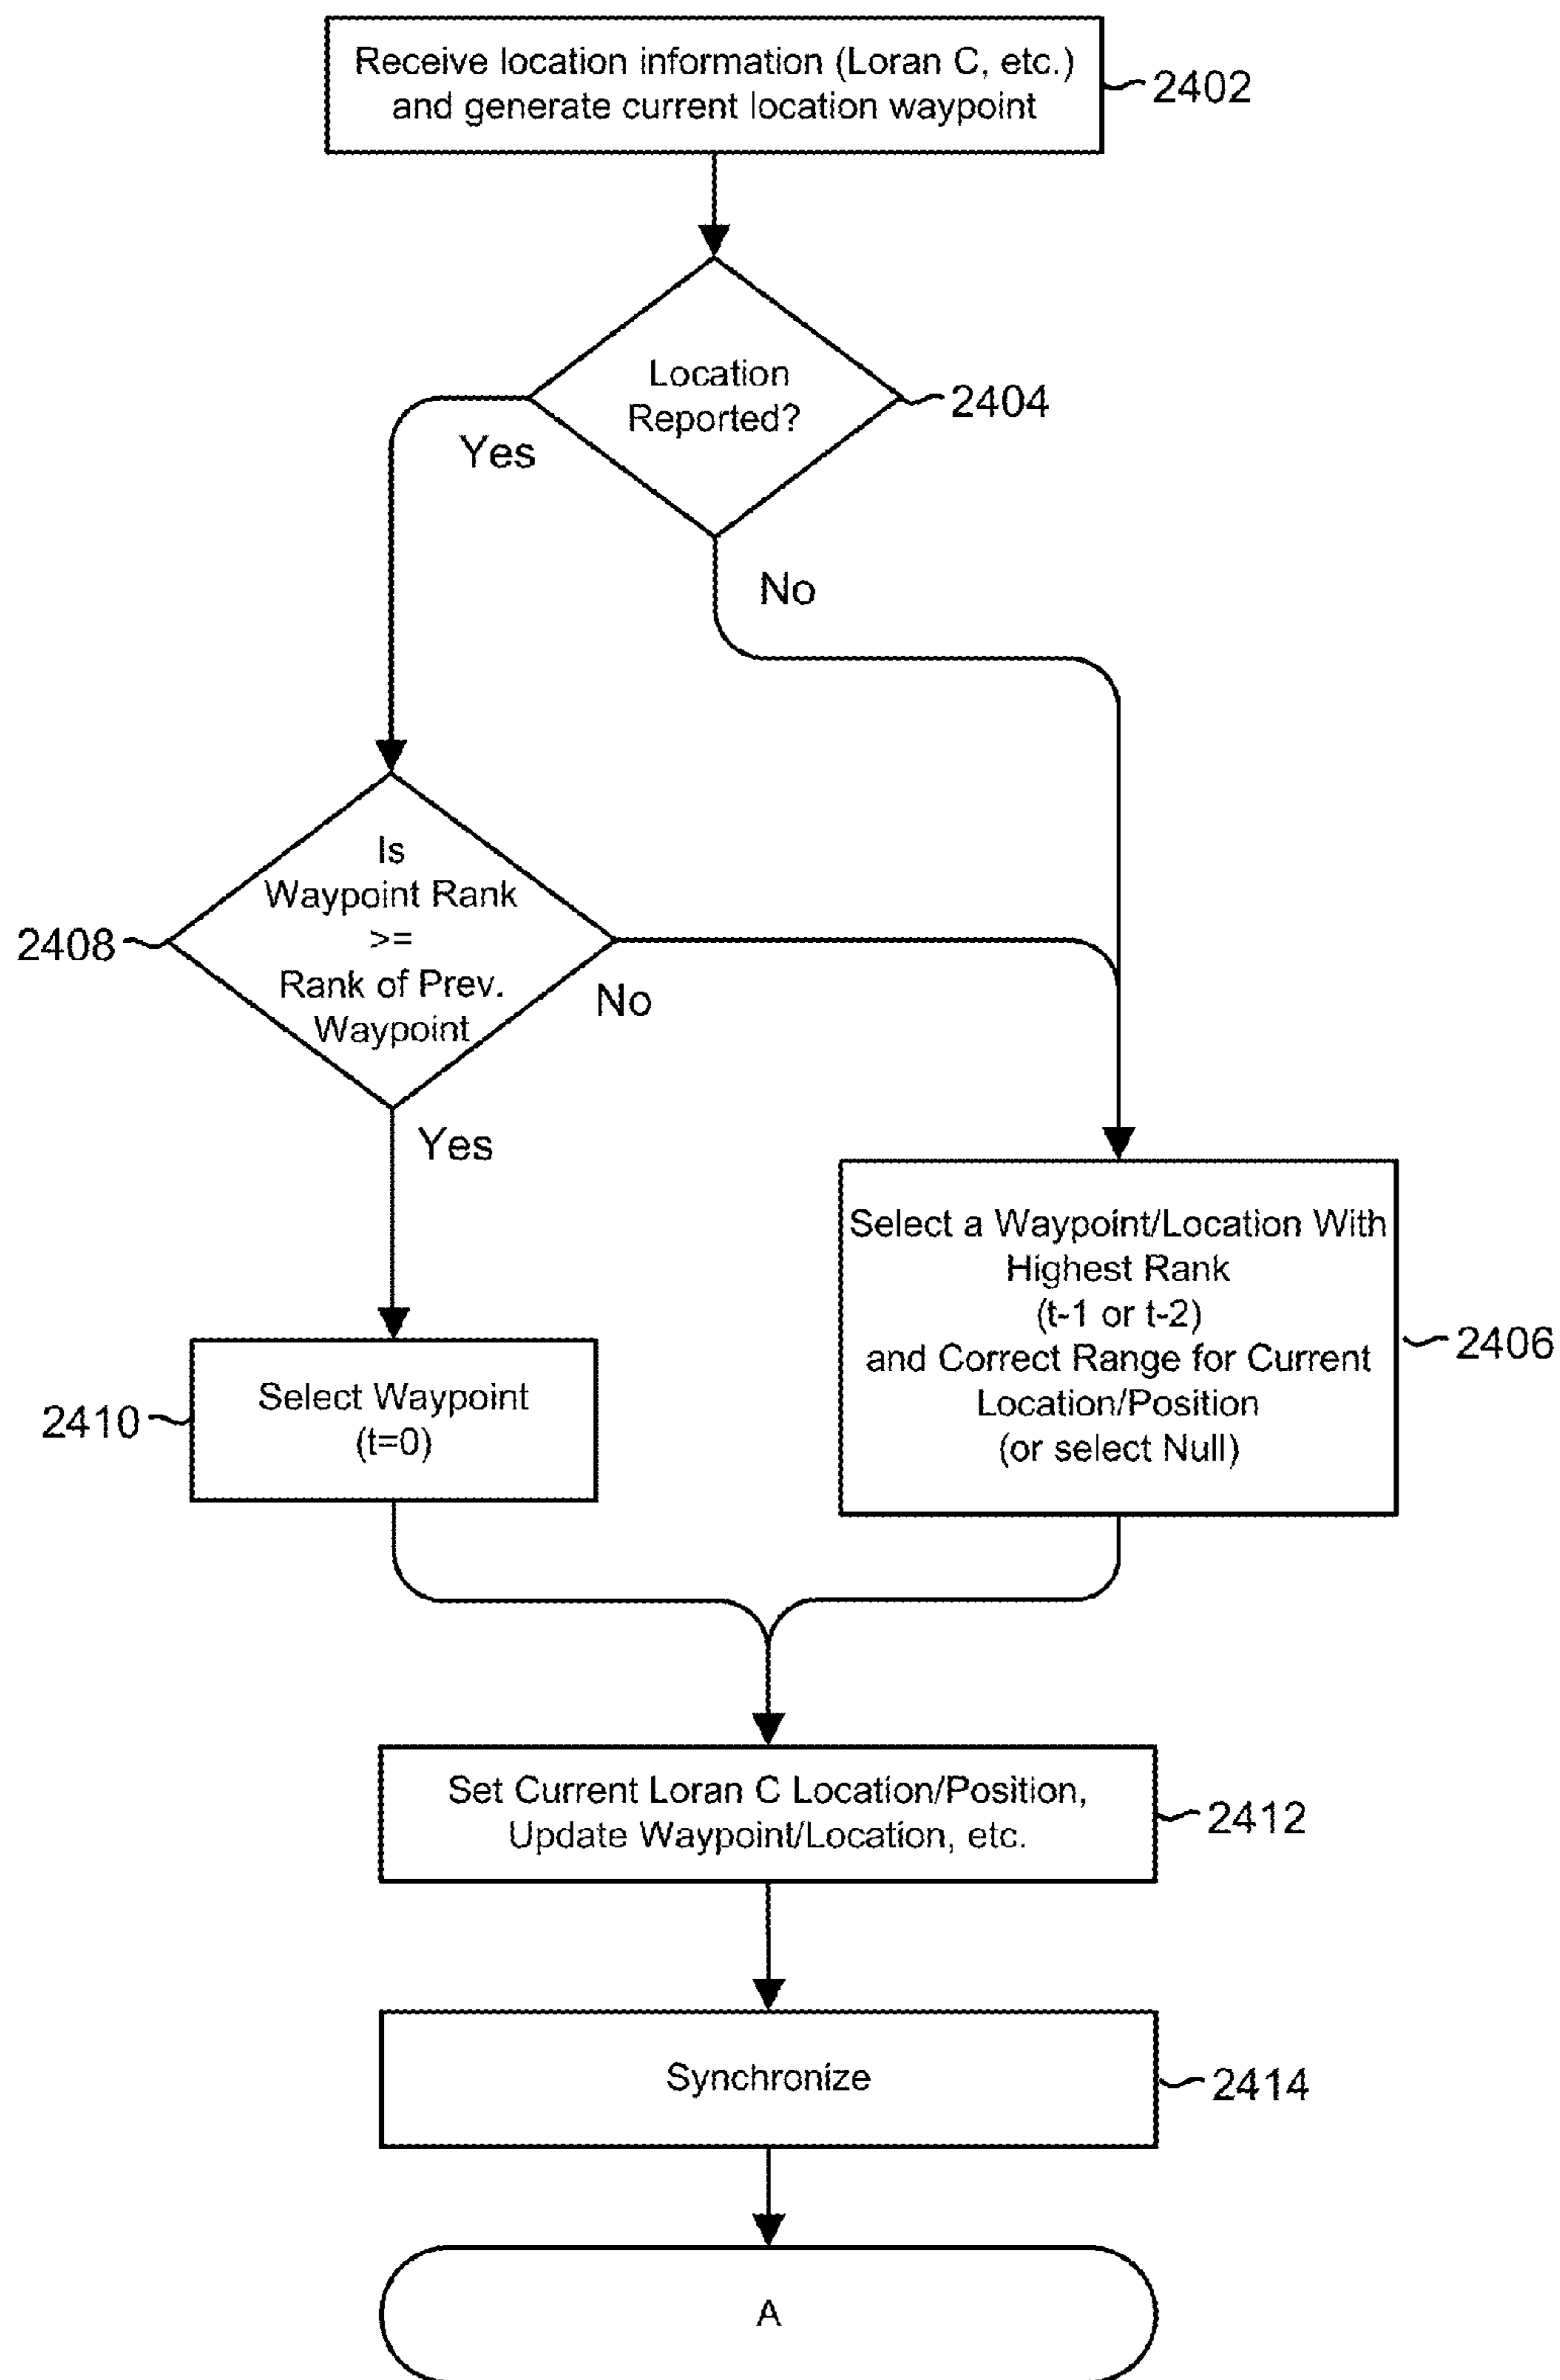 Receive location information (Loran C, etc.)
and generate current location waypoint
2402
Location
Reported?
2404
Yes
No
Is
Waypoint Rank
>=
Rank of Prev.
Waypoint
2408
No
Yes
Select a Waypoint/Location With
Highest Rank
(t-1 or t-2)
and Correct Range for Current
Location/Position
(or select Null)
2406
Select Waypoint
(t=0)
2410
Set Current Loran C Location/Position,
Update Waypoint/Location, etc.
2412
Synchronize
2414
A